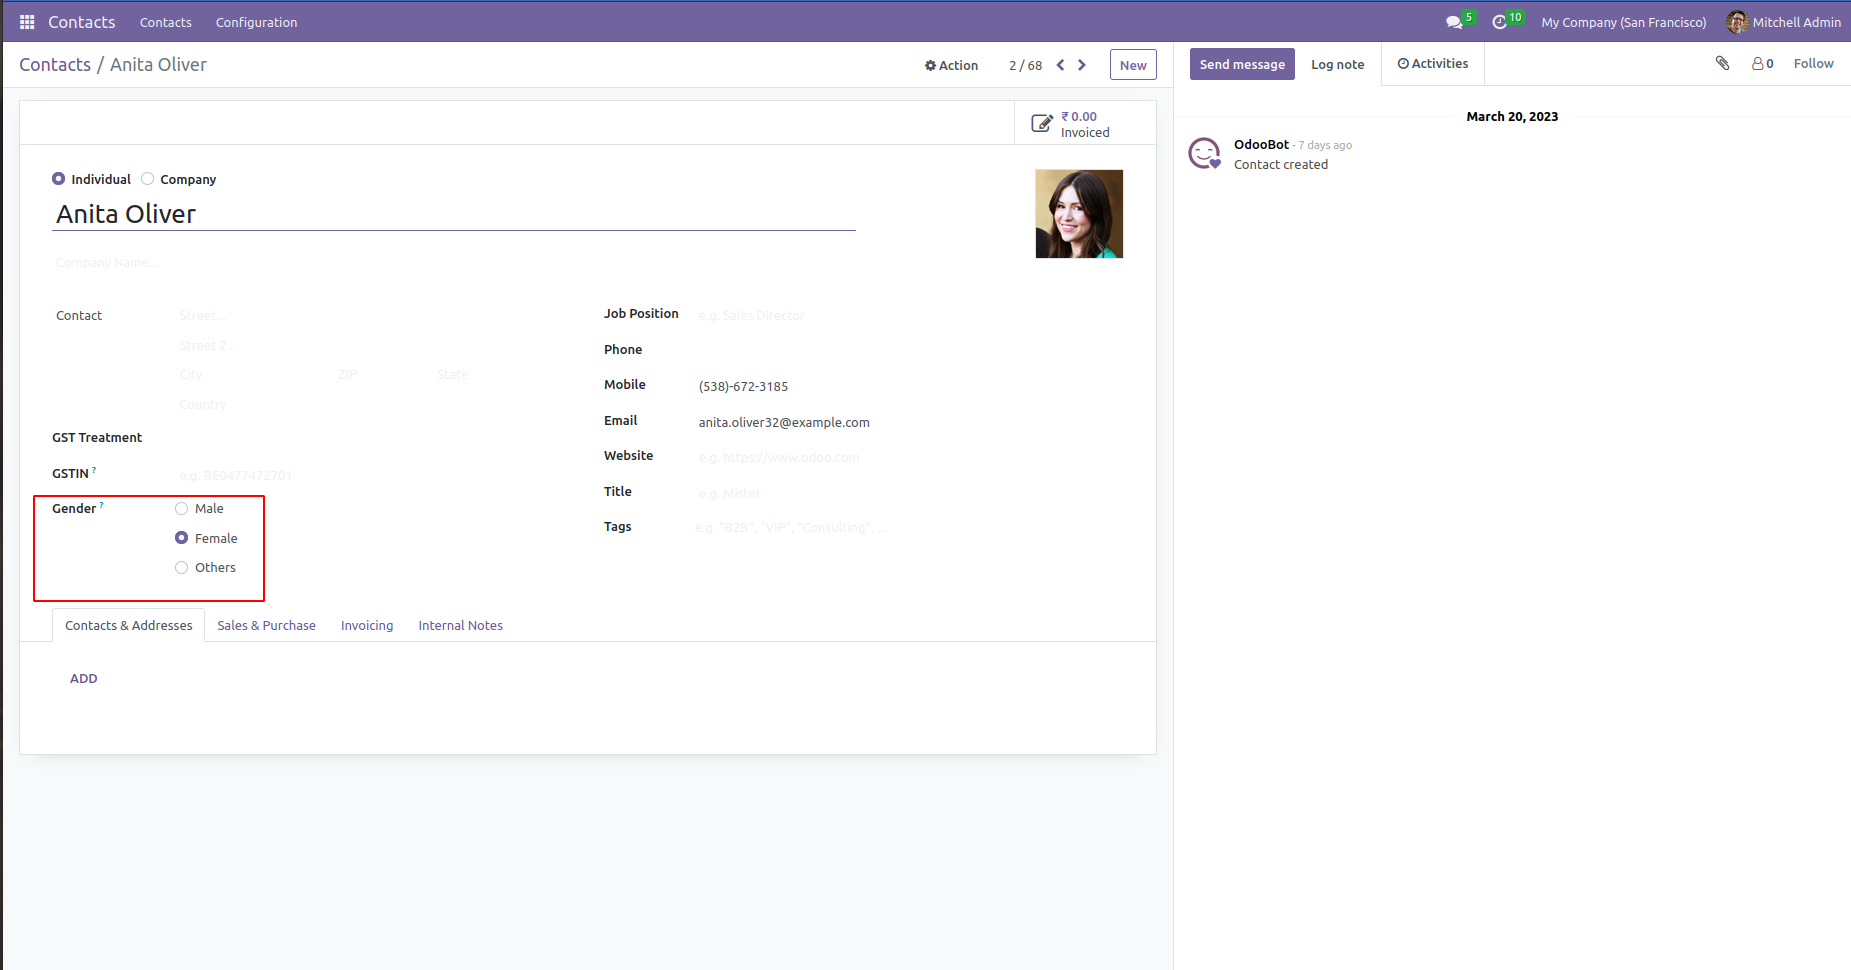 Contacts Contacts Configuration 5 10 My Company (San Francisco) Mitchell Admin
Contacts / Anita Oliver Action 2 / 68 New
Send message Log note Activities 0 Follow
₹ 0.00
Invoiced
Individual Company
Anita Oliver
Company Name...
Contact Street...
Street 2...
City ZIP State
Country
GST Treatment
GSTIN ? e.g. BE0477472701
Gender ? Male
Female
Others
Job Position e.g. Sales Director
Phone
Mobile (538)-672-3185
Email anita.oliver32@example.com
Website e.g. https://www.odoo.com
Title e.g. Mister
Tags e.g. "B2B", "VIP", "Consulting", ...
Contacts & Addresses Sales & Purchase Invoicing Internal Notes
ADD
March 20, 2023
OdooBot - 7 days ago
Contact created